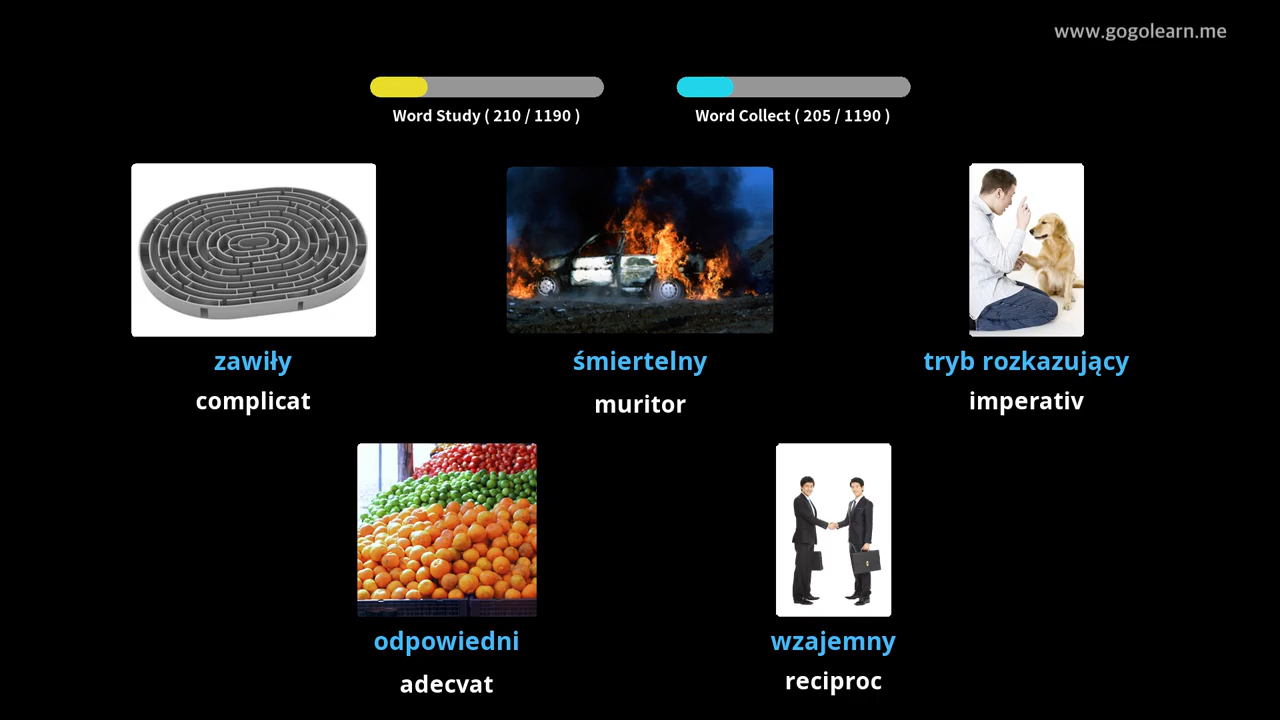 www.gogolearn.me
Word Study ( 210 / 1190 )
Word Collect ( 205 / 1190 )
zawiły
śmiertelny
tryb rozkazujący
complicat
muritor
imperativ
odpowiedni
wzajemny
adecvat
reciproc